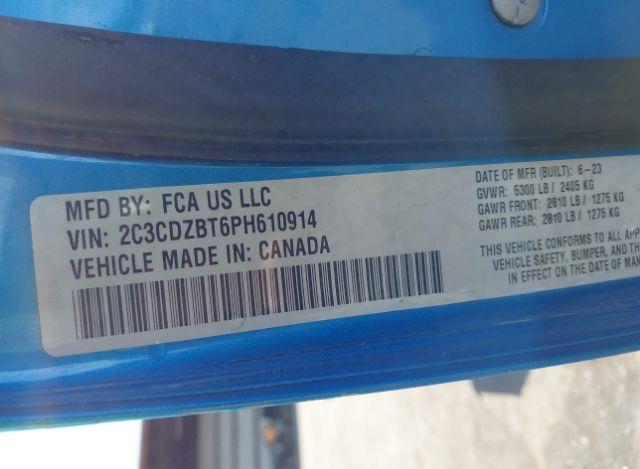 MFD BY: FCA US LLC
VIN: 2C3CDZBT6PH610914
VEHICLE MADE IN: CANADA
DATE OF MFR (BUILT): 6-23
GVWR: 5300 LB / 2405 KG
GAWR FRONT: 2810 LB / 1275 KG
GAWR REAR: 2810 LB / 1275 KG
THIS VEHICLE CONFORMS TO ALL A
VEHICLE SAFETY, BUMPER, AND T
IN EFFECT ON THE DATE OF MAN